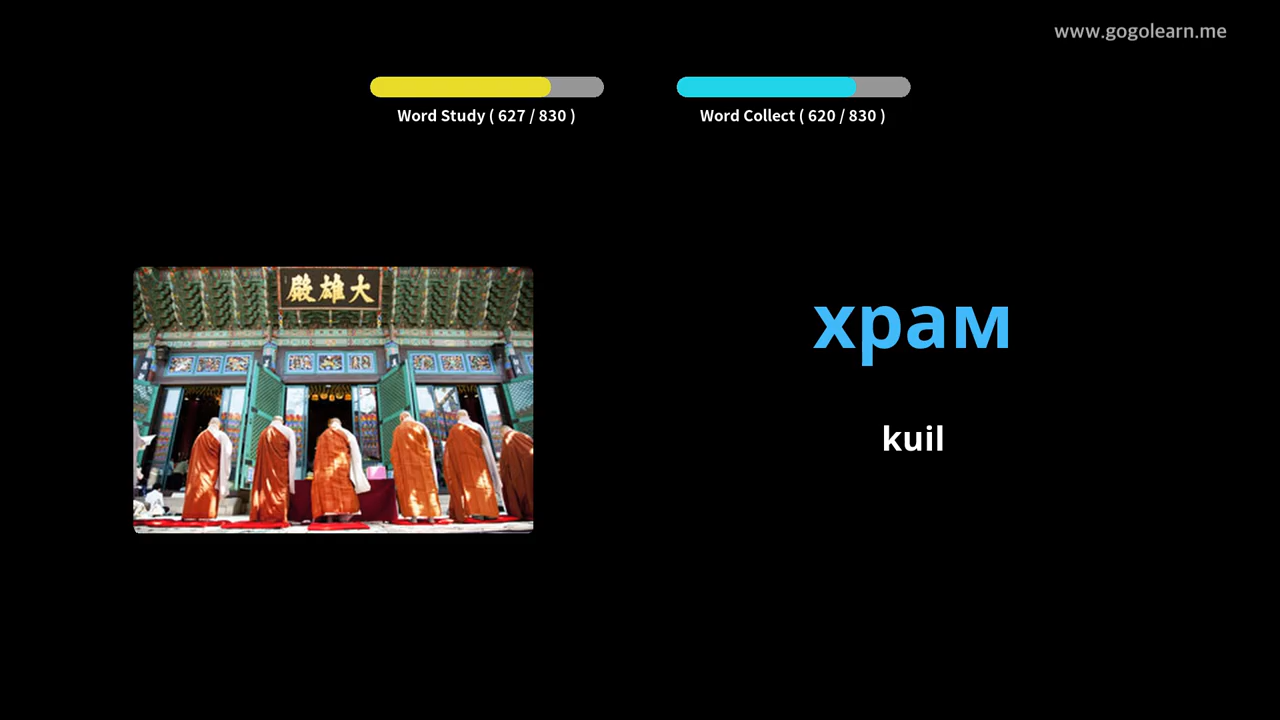 www.gogolearn.me
Word Study ( 627 / 830 )
Word Collect ( 620 / 830 )
殿雄大
храм
kuil